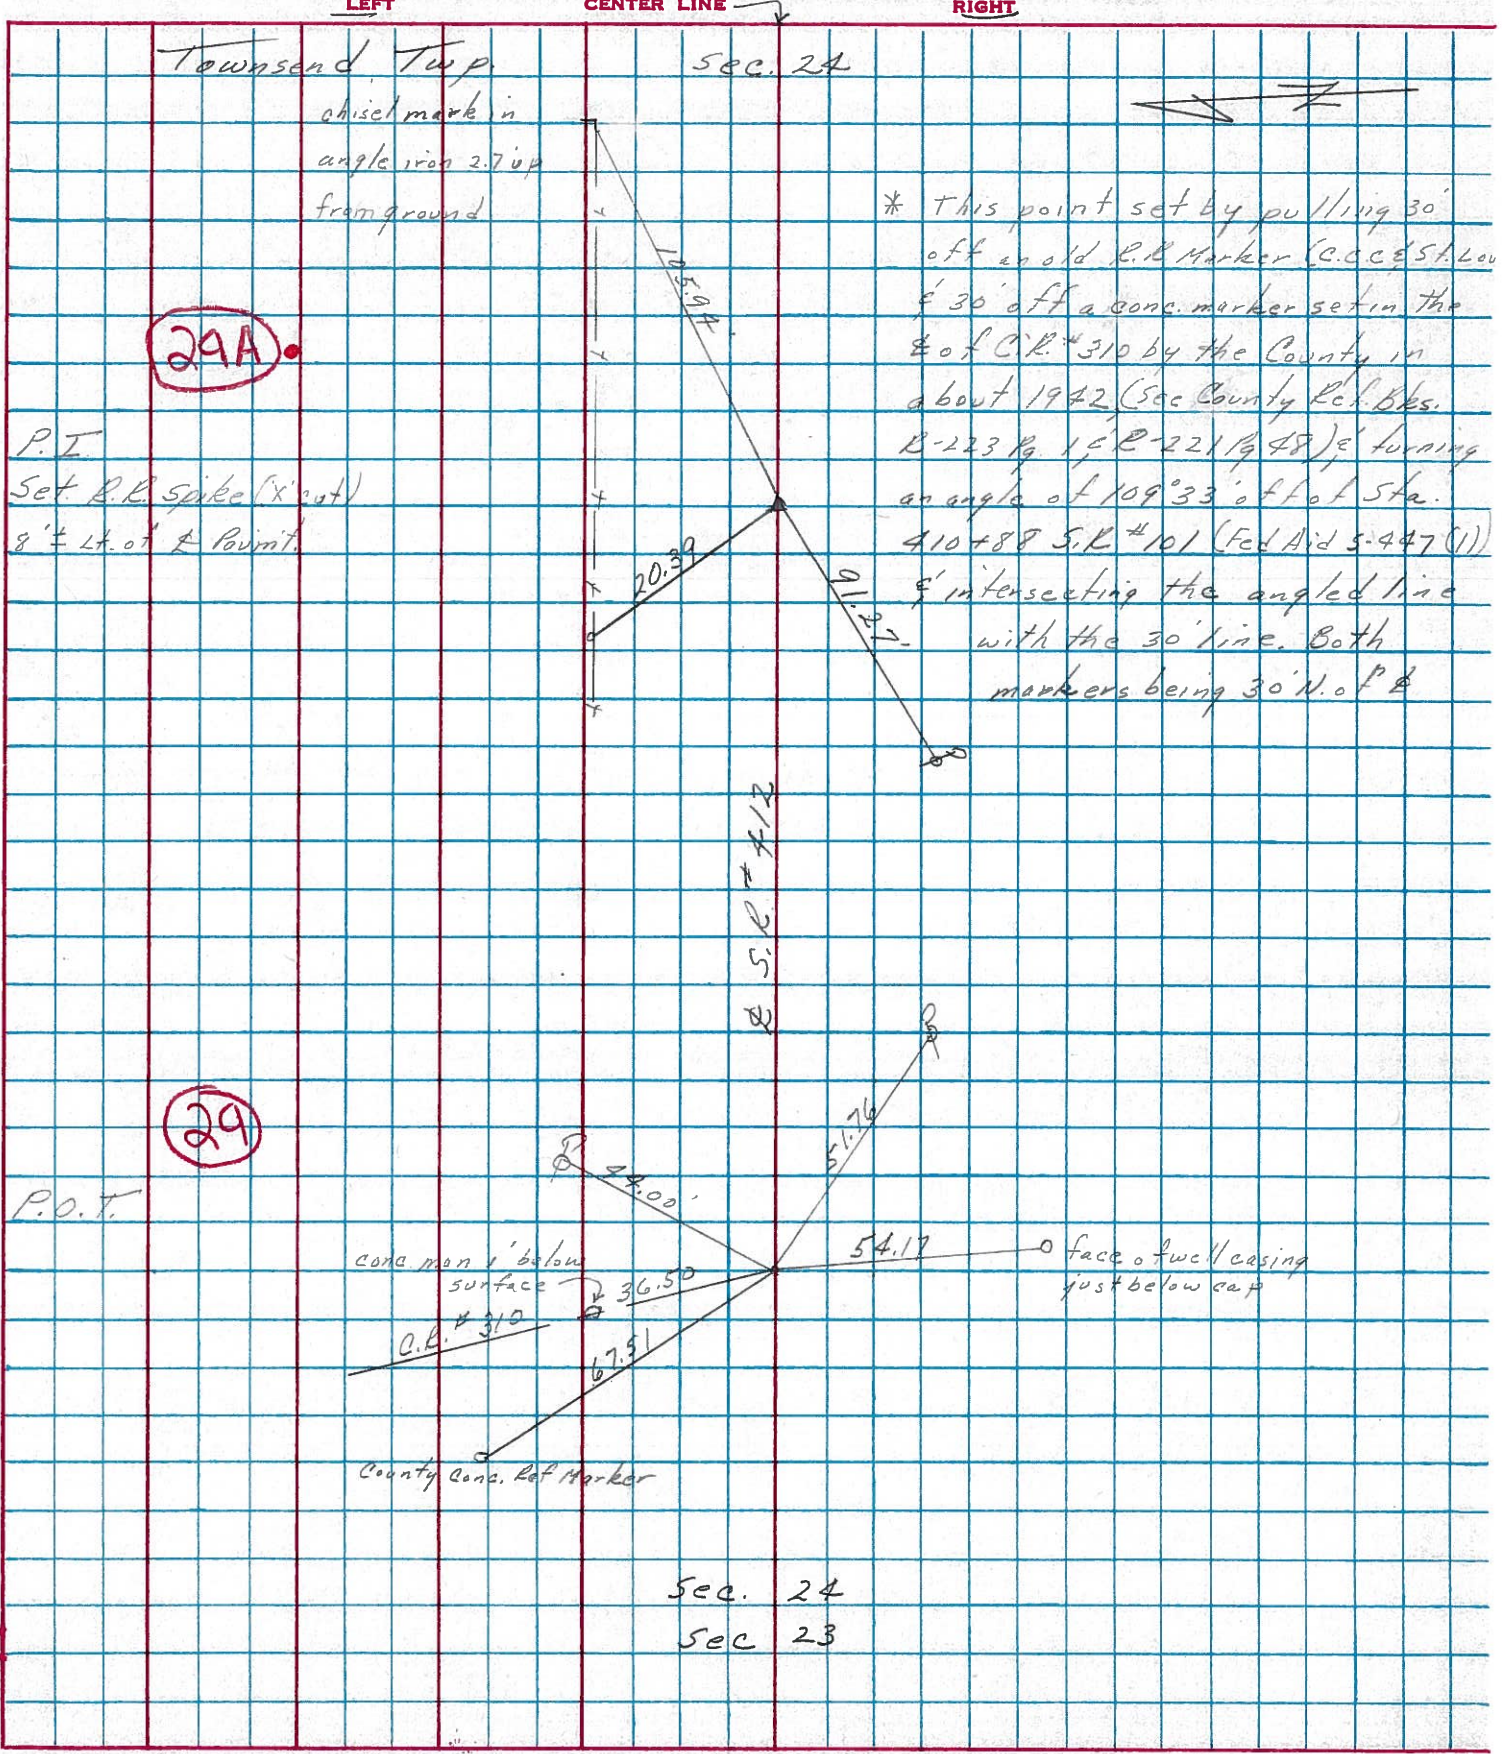 LEFT CENTER LINE RIGHT
Townsend Twp. Sec. 24
chisel mark in
angle iron 2.7' up
from ground
N
105.94
* This point set by pulling 30'
off an old R.R Marker (C.C.C & St. Lou
& 30' off a conc. marker set in the
℄ of C.R. #310 by the County in
about 1942, (See County Ref. Bks.
R-223 Pg. 1 & R-221 Pg 48) & turning
an angle of 109°33' off of Sta.
410+88 S.R. #101 (Fed Aid S-447 (1))
& intersecting the angled line
with the 30' line. Both
markers being 30' N. of ℄
29A
P.I.
Set R.R. Spike ('X' cut)
8'± Lt. of ℄ Pavmt.
20.39
91.27
℄ S.R. # 412
29
P.O.T.
51.76
44.00'
54.17
face of well casing
just below cap
conc. mon 1' below
surface
36.50
C.R. # 310
67.51
County Conc. Ref Marker
Sec. 24
Sec 23